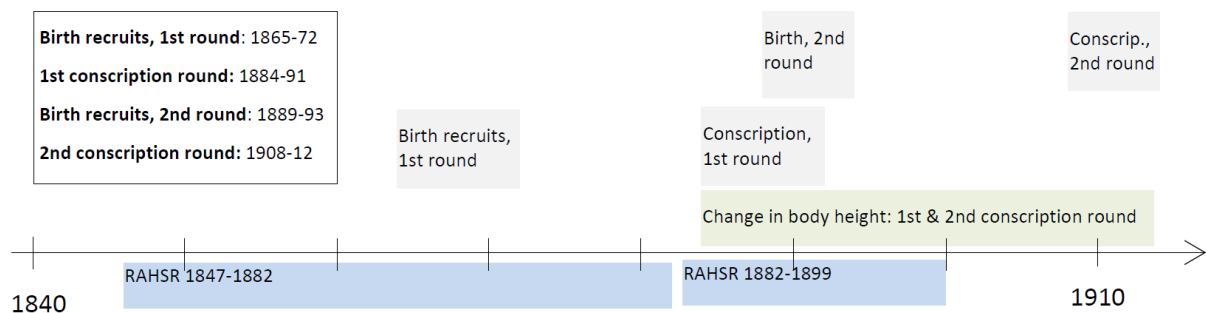 Birth recruits, 1st round: 1865-72
1st conscription round: 1884-91
Birth recruits, 2nd round: 1889-93
2nd conscription round: 1908-12
Birth recruits,
1st round
Birth, 2nd
round
Conscription,
1st round
Conscrip.,
2nd round
Change in body height: 1st & 2nd conscription round
RAHSR 1847-1882
RAHSR 1882-1899
1840
1910